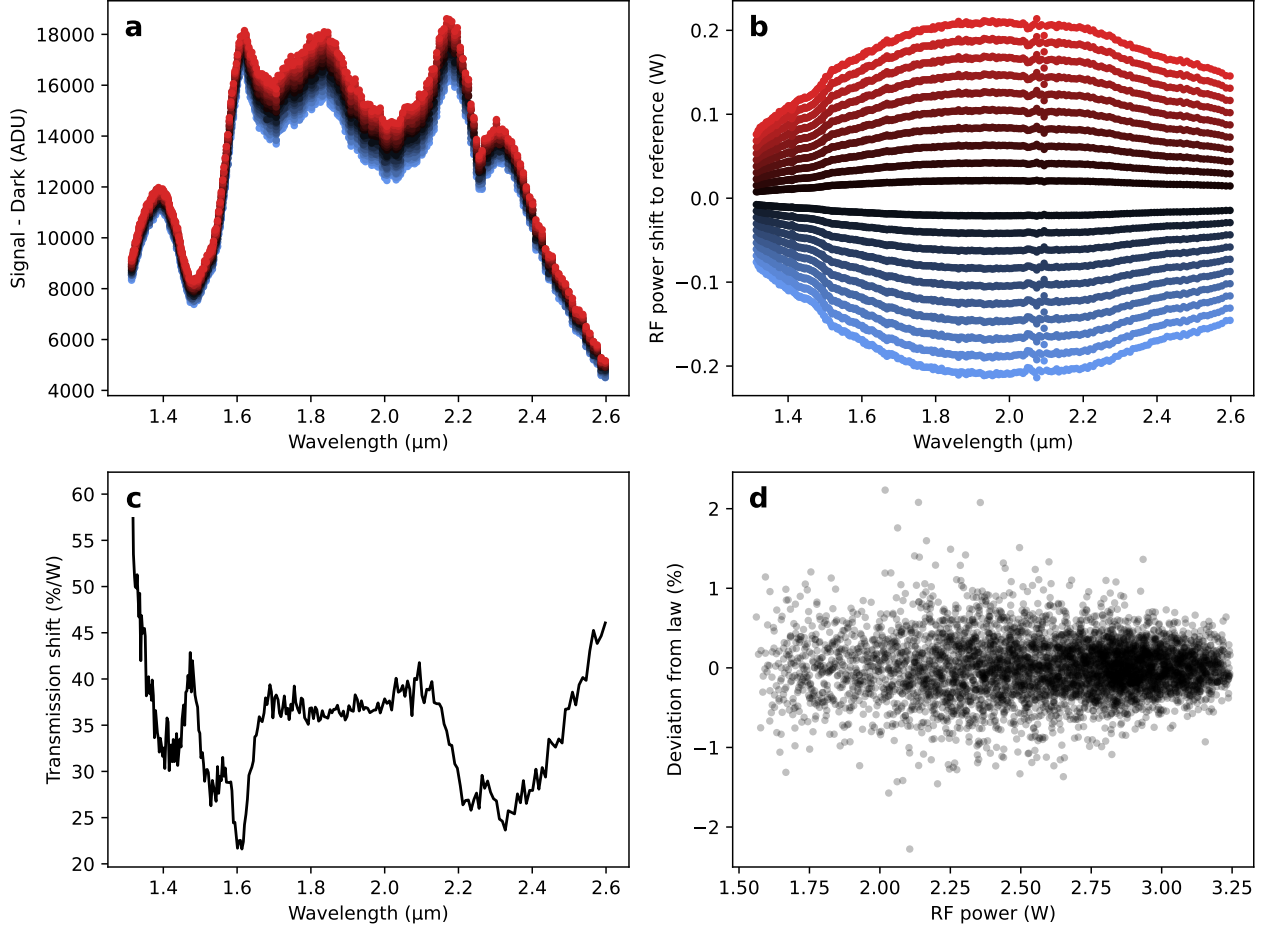 a
18000
16000
14000
12000
10000
8000
6000
4000
Signal - Dark (ADU)
1.4 1.6 1.8 2.0 2.2 2.4 2.6
Wavelength (μm)
b
0.2
0.1
0.0
−0.1
−0.2
RF power shift to reference (W)
1.4 1.6 1.8 2.0 2.2 2.4 2.6
Wavelength (μm)
c
60
55
50
45
40
35
30
25
20
Transmission shift (%/W)
1.4 1.6 1.8 2.0 2.2 2.4 2.6
Wavelength (μm)
d
2
1
0
−1
−2
Deviation from law (%)
1.50 1.75 2.00 2.25 2.50 2.75 3.00 3.25
RF power (W)